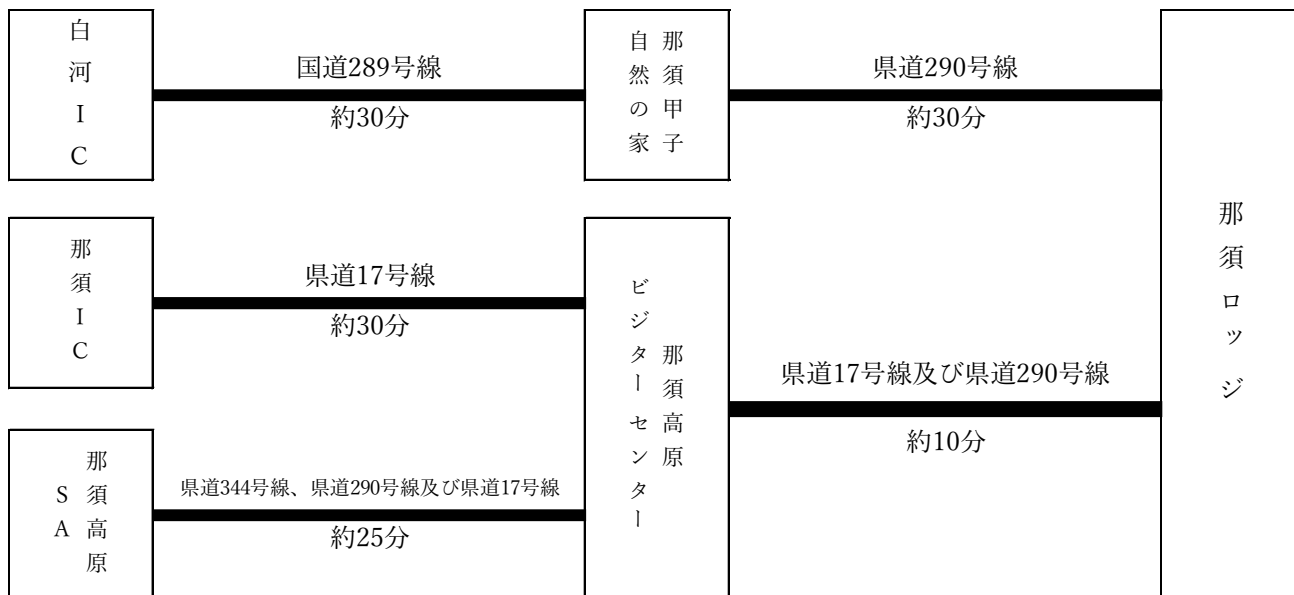 白河IC
国道289号線
約30分
那須甲子
自然の家
県道290号線
約30分
那須ロッジ
那須IC
県道17号線
約30分
那須高原
ビジターセンター
県道17号線及び県道290号線
約10分
那須高原
SA
県道344号線、県道290号線及び県道17号線
約25分